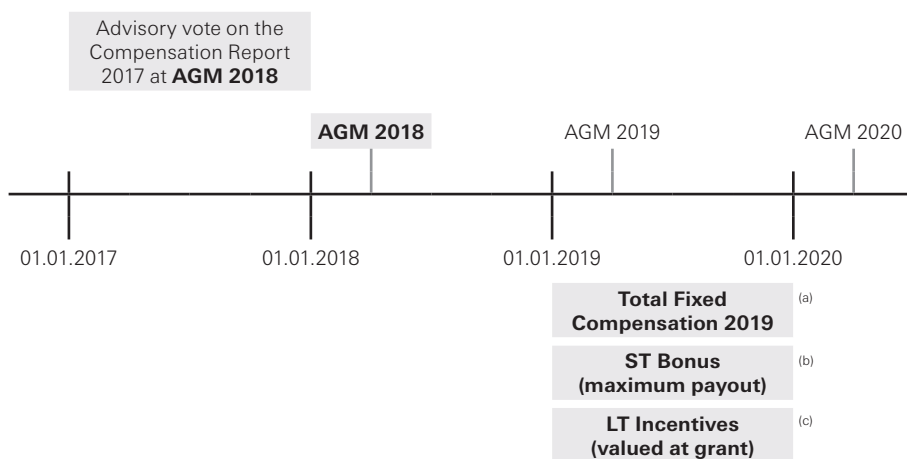 Advisory vote on the
Compensation Report
2017 at AGM 2018
AGM 2018
AGM 2019
AGM 2020
01.01.2017
01.01.2018
01.01.2019
01.01.2020
Total Fixed
Compensation 2019
(a)
ST Bonus
(maximum payout)
(b)
LT Incentives
(valued at grant)
(c)